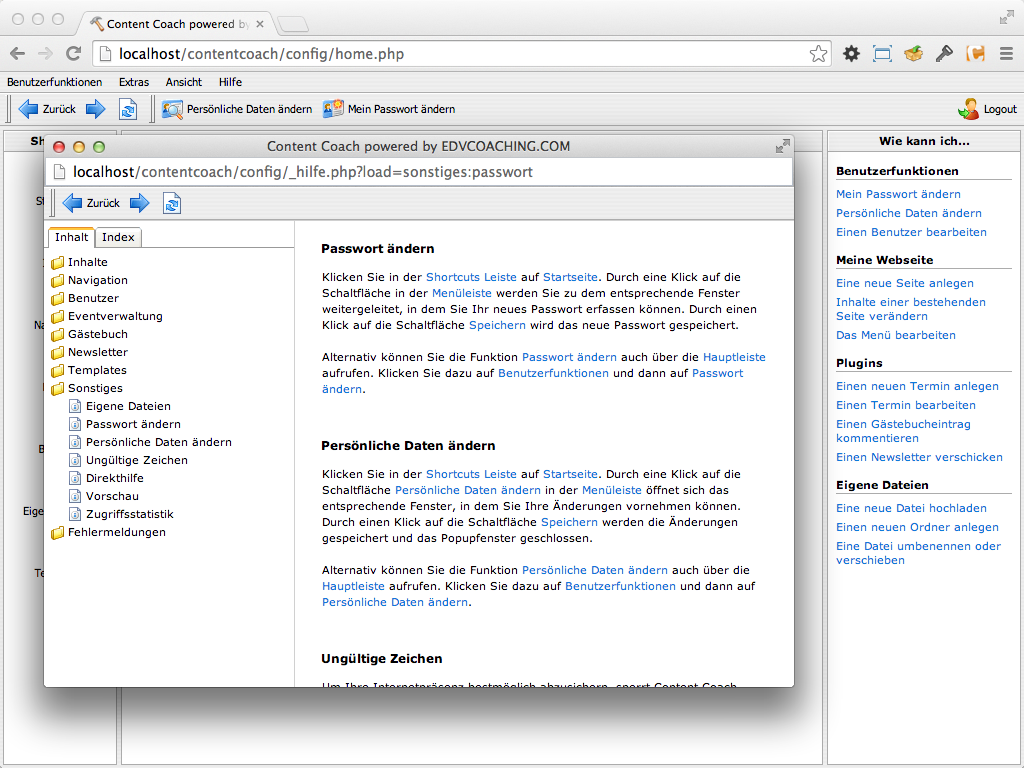 Content Coach powered by
localhost/contentcoach/config/home.php
Benutzerfunktionen Extras Ansicht Hilfe
Zurück Persönliche Daten ändern Mein Passwort ändern Logout
Content Coach powered by EDVCOACHING.COM
localhost/contentcoach/config/_hilfe.php?load=sonstiges:passwort
Zurück
Inhalt Index
Inhalte
Navigation
Benutzer
Eventverwaltung
Gästebuch
Newsletter
Templates
Sonstiges
Eigene Dateien
Passwort ändern
Persönliche Daten ändern
Ungültige Zeichen
Direkthilfe
Vorschau
Zugriffsstatistik
Fehlermeldungen
Passwort ändern
Klicken Sie in der Shortcuts Leiste auf Startseite. Durch eine Klick auf die
Schaltfläche in der Menüleiste werden Sie zu dem entsprechende Fenster
weitergeleitet, in dem Sie Ihr neues Passwort erfassen können. Durch einen
Klick auf die Schaltfläche Speichern wird das neue Passwort gespeichert.
Alternativ können Sie die Funktion Passwort ändern auch über die Hauptleiste
aufrufen. Klicken Sie dazu auf Benutzerfunktionen und dann auf Passwort
ändern.
Persönliche Daten ändern
Klicken Sie in der Shortcuts Leiste auf Startseite. Durch eine Klick auf die
Schaltfläche Persönliche Daten ändern in der Menüleiste öffnet sich das
entsprechende Fenster, in dem Sie Ihre Änderungen vornehmen können.
Durch einen Klick auf die Schaltfläche Speichern werden die Änderungen
gespeichert und das Popupfenster geschlossen.
Alternativ können Sie die Funktion Persönliche Daten ändern auch über die
Hauptleiste aufrufen. Klicken Sie dazu auf Benutzerfunktionen und dann auf
Persönliche Daten ändern.
Ungültige Zeichen
Um Ihre Internetpräsenz bestmöglich abzusichern, sperrt Content Coach
Wie kann ich...
Benutzerfunktionen
Mein Passwort ändern
Persönliche Daten ändern
Einen Benutzer bearbeiten
Meine Webseite
Eine neue Seite anlegen
Inhalte einer bestehenden
Seite verändern
Das Menü bearbeiten
Plugins
Einen neuen Termin anlegen
Einen Termin bearbeiten
Einen Gästebucheintrag
kommentieren
Einen Newsletter verschicken
Eigene Dateien
Eine neue Datei hochladen
Einen neuen Ordner anlegen
Eine Datei umbenennen oder
verschieben